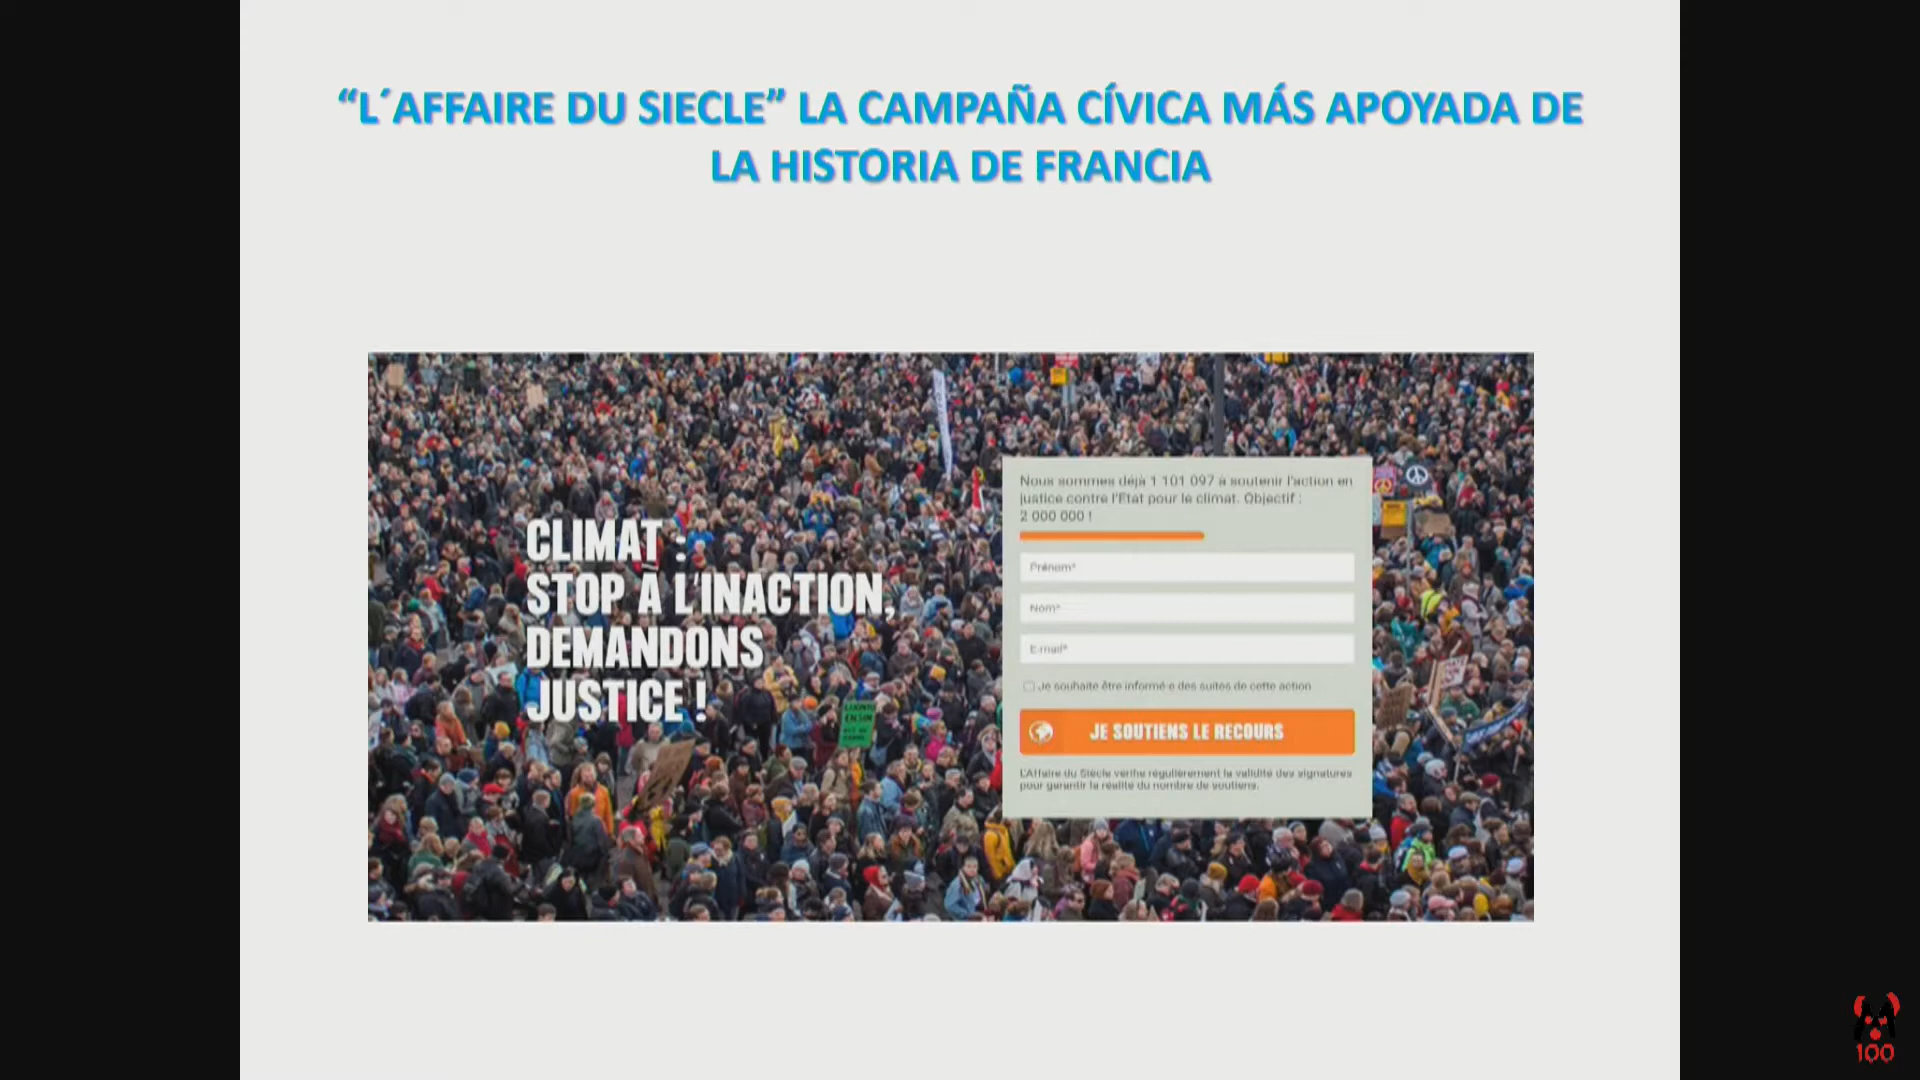 “L´AFFAIRE DU SIECLE” LA CAMPAÑA CÍVICA MÁS APOYADA DE
LA HISTORIA DE FRANCIA
CLIMAT :
STOP À L'INACTION,
DEMANDONS
JUSTICE !
Nous sommes déjà 1 101 097 à soutenir l'action en
justice contre l'Etat pour le climat. Objectif :
2 000 000 !
Prénom*
Nom*
E-mail*
Je souhaite être informé·e des suites de cette action
JE SOUTIENS LE RECOURS
L'Affaire du Siècle vérifie régulièrement la validité des signatures
pour garantir la réalité du nombre de soutiens.
100